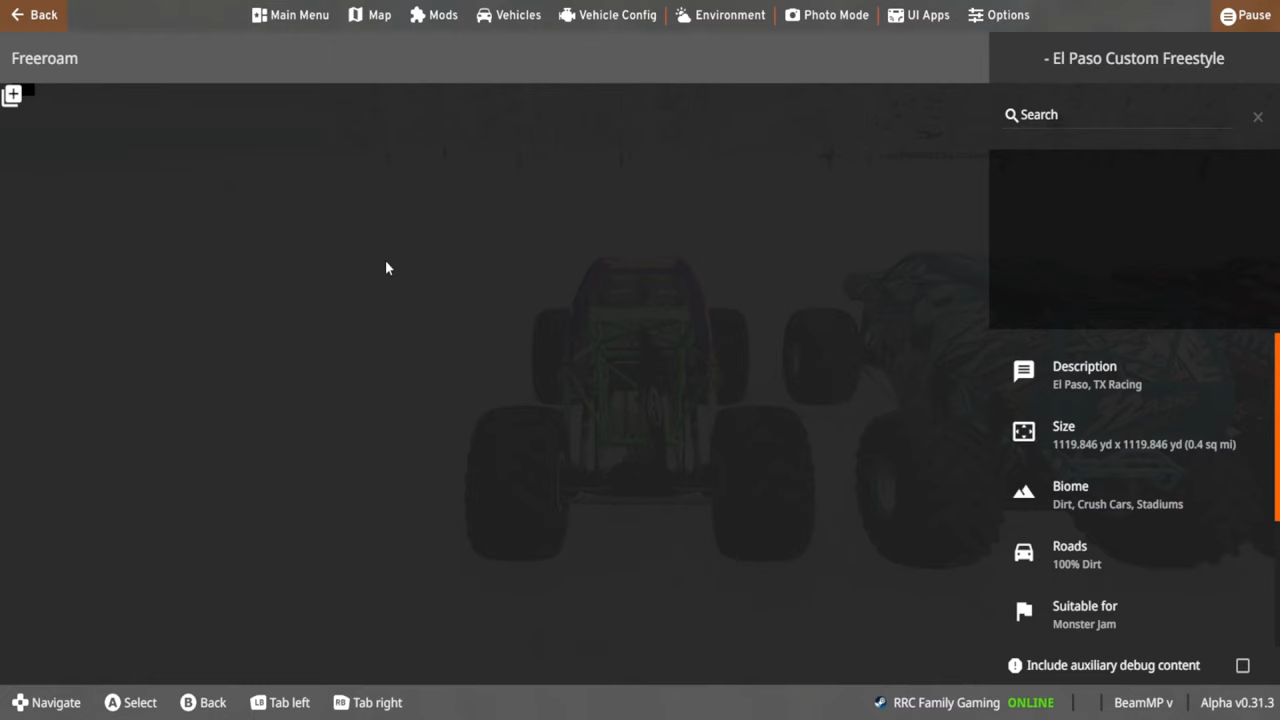 Back
Main Menu
Map
Mods
Vehicles
Vehicle Config
Environment
Photo Mode
UI Apps
Options
Pause
Freeroam
- El Paso Custom Freestyle
Search
Description
El Paso, TX Racing
Size
1119.846 yd x 1119.846 yd (0.4 sq mi)
Biome
Dirt, Crush Cars, Stadiums
Roads
100% Dirt
Suitable for
Monster Jam
Include auxiliary debug content
Navigate
A Select
B Back
LB Tab left
RB Tab right
RRC Family Gaming ONLINE
BeamMP v
Alpha v0.31.3